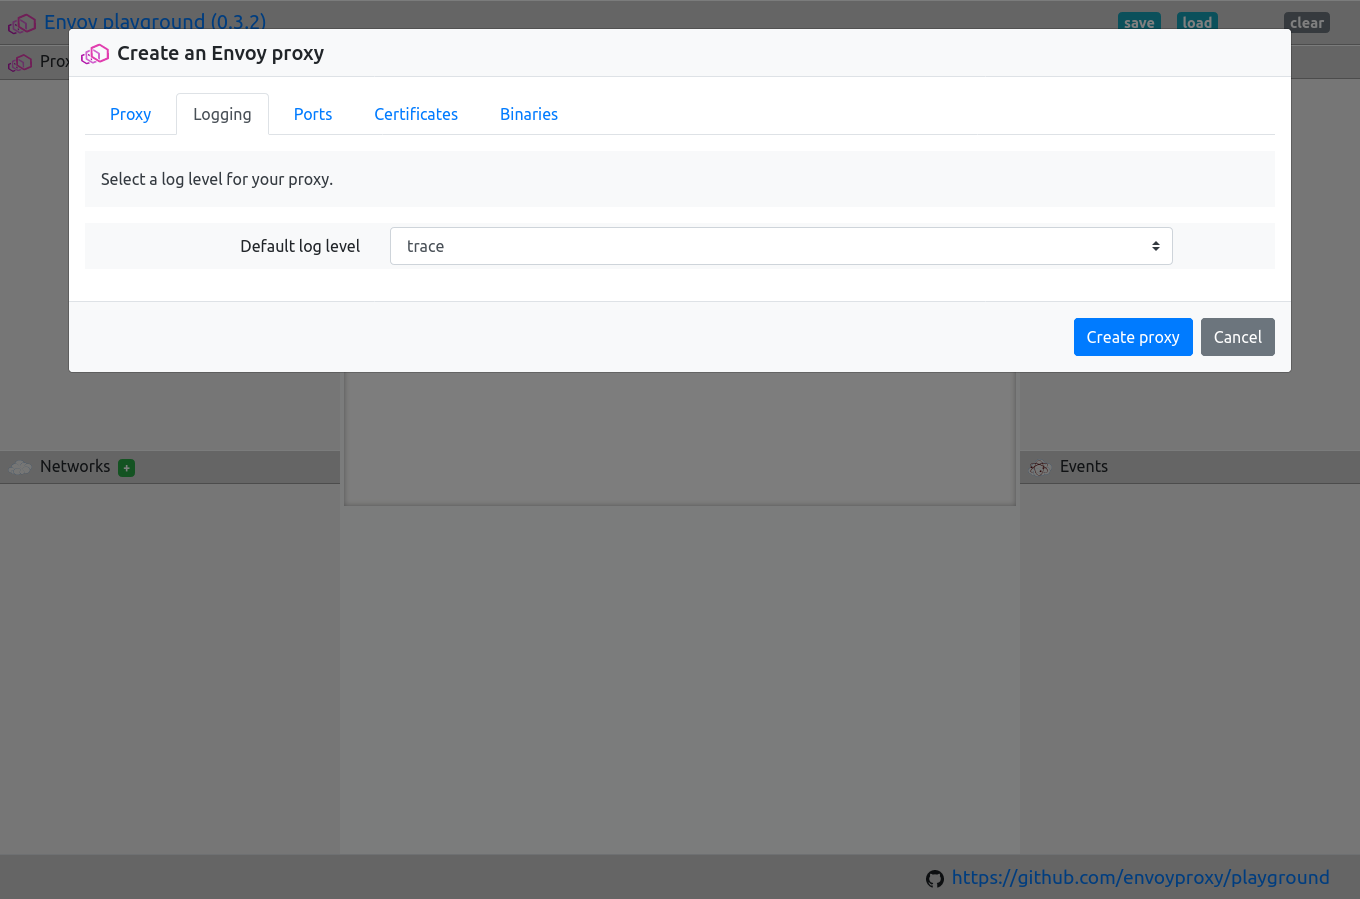 Envoy playground (0.3.2)
save load clear
Create an Envoy proxy
Proxy Logging Ports Certificates Binaries
Select a log level for your proxy.
Default log level trace
Create proxy Cancel
Networks +
Events
https://github.com/envoyproxy/playground